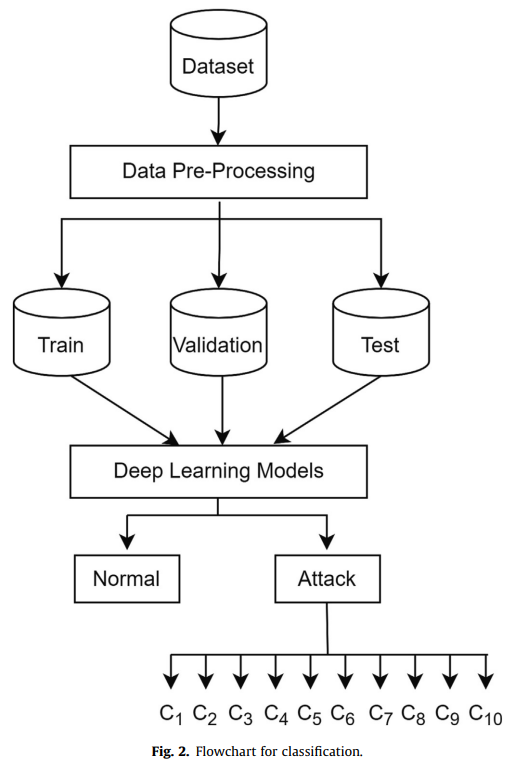 Dataset
Data Pre-Processing
Train Validation Test
Deep Learning Models
Normal Attack
C1 C2 C3 C4 C5 C6 C7 C8 C9 C10
Fig. 2. Flowchart for classification.